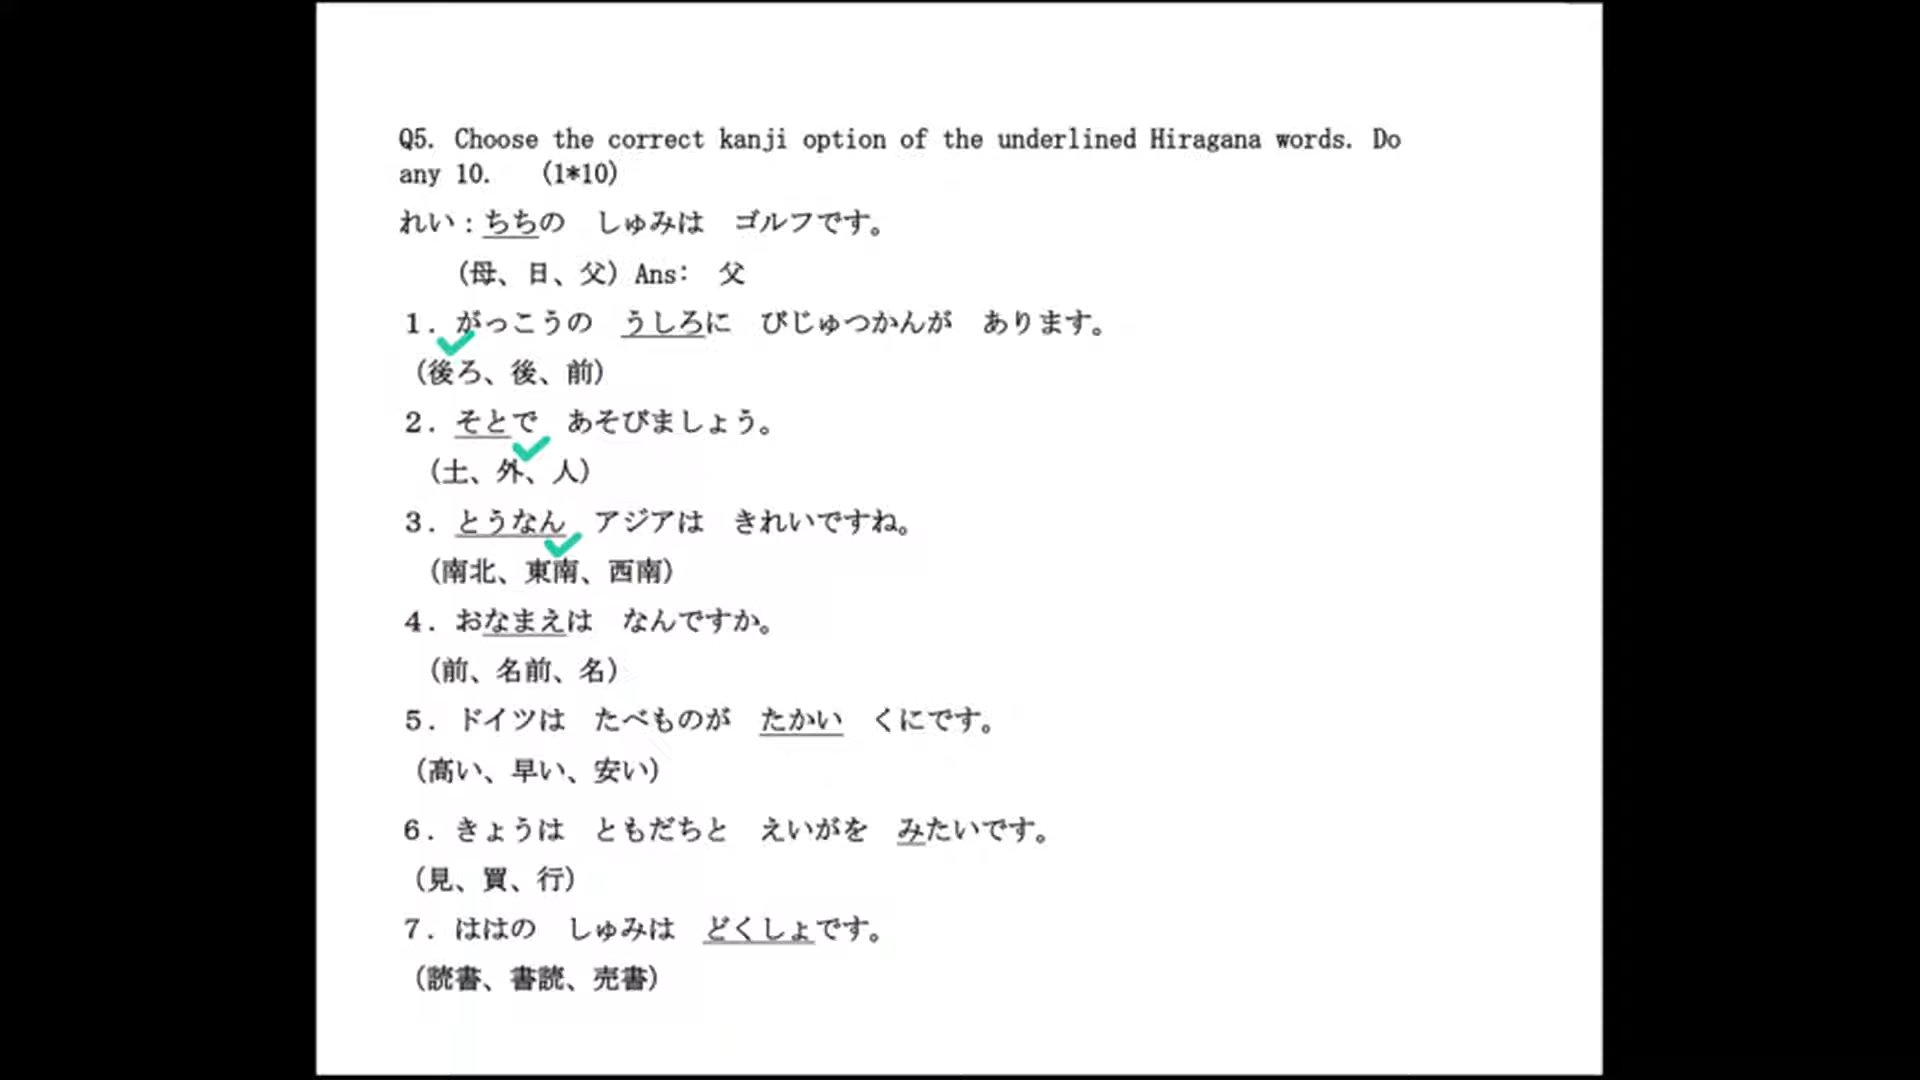 Q5. Choose the correct kanji option of the underlined Hiragana words. Do
any 10.  (1*10)
れい：ちちの　しゅみは　ゴルフです。
(母、日、父) Ans:　父
１．がっこうの　うしろに　びじゅつかんが　あります。
(後ろ、後、前)
２．そとで　あそびましょう。
(土、外、人)
３．とうなん　アジアは　きれいですね。
(南北、東南、西南)
４．おなまえは　なんですか。
(前、名前、名)
５．ドイツは　たべものが　たかい　くにです。
(高い、早い、安い)
６．きょうは　ともだちと　えいがを　みたいです。
(見、買、行)
７．ははの　しゅみは　どくしょです。
(読書、書読、売書)